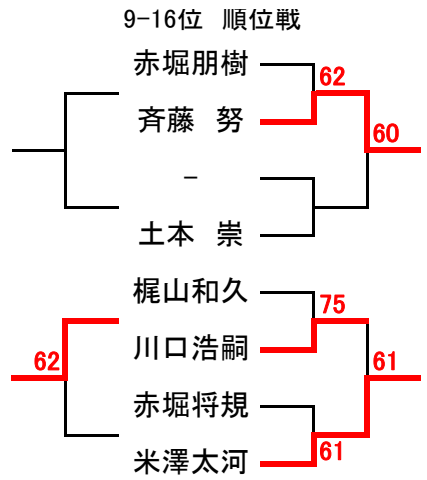 9-16位 順位戦
赤堀朋樹
62
斉藤 努
60
-
土本 崇
梶山和久
75
川口浩嗣
62
61
赤堀将規
米澤太河
61